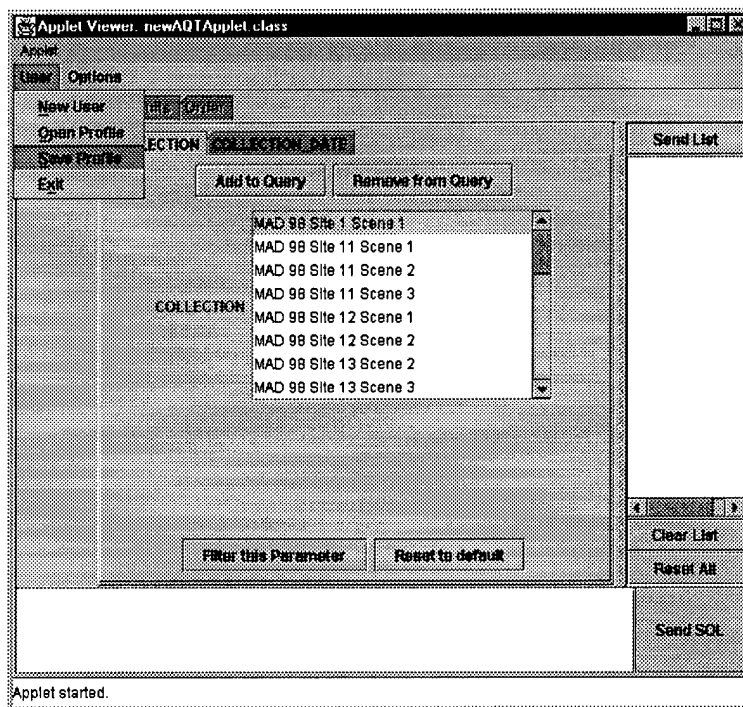 Applet Viewer: newAQTApplet.class
Applet
User Options
New User
Open Profile
Save Profile
Exit
Order
COLLECTION_DATE
Send List
Add to Query Remove from Query
COLLECTION
MAD 98 Site 1 Scene 1
MAD 98 Site 11 Scene 1
MAD 98 Site 11 Scene 2
MAD 98 Site 11 Scene 3
MAD 98 Site 12 Scene 1
MAD 98 Site 12 Scene 2
MAD 98 Site 13 Scene 2
MAD 98 Site 13 Scene 3
Filter this Parameter Reset to default
Clear List
Reset All
Send SQL
Applet started.